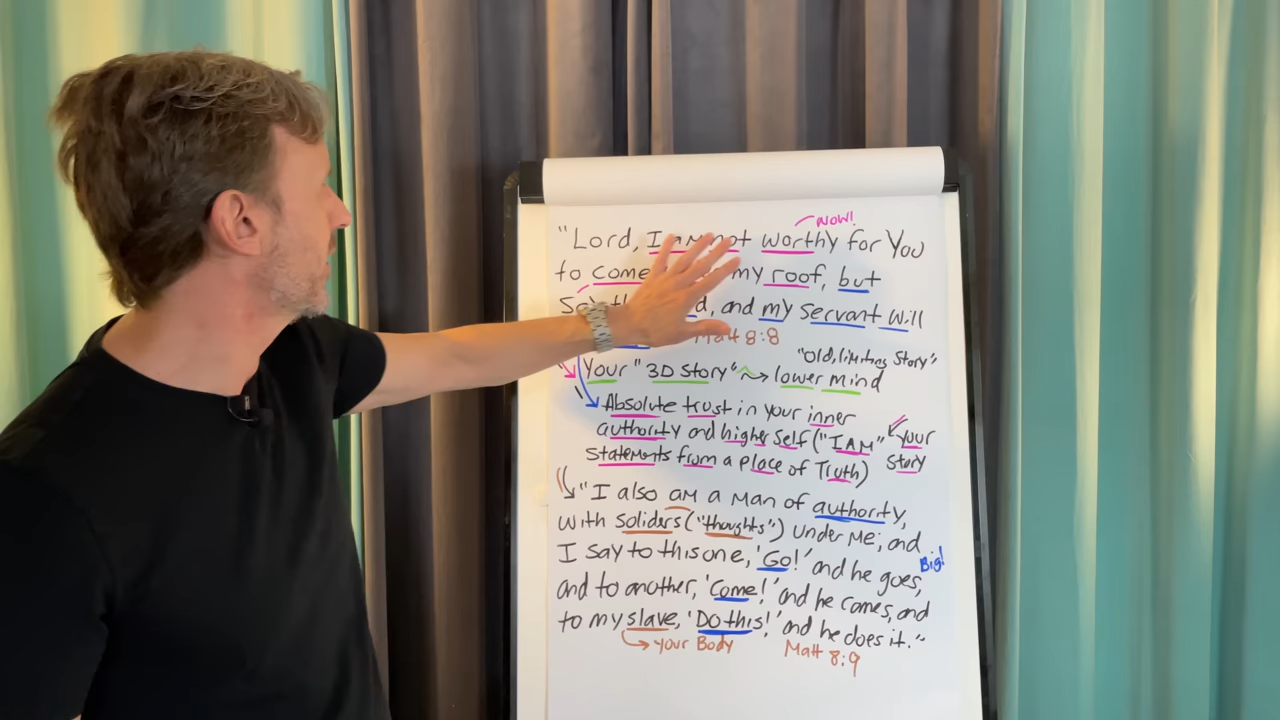 NOW!
"Lord, I am not worthy for You
to come my roof, but
Say d, and my servant will
Matt 8:8
"Old, limiting Story"
Your "3D Story" lower mind
Absolute trust in your inner
authority and higher Self ("I AM" Your
Statements from a place of Truth) Story
"I also am a man of authority,
with soliders ("thoughts") under me; and
I say to this one, 'Go!' and he goes, Big!
and to another, 'Come!' and he comes, and
to my slave, 'Do this!' and he does it."
your Body Matt 8:9